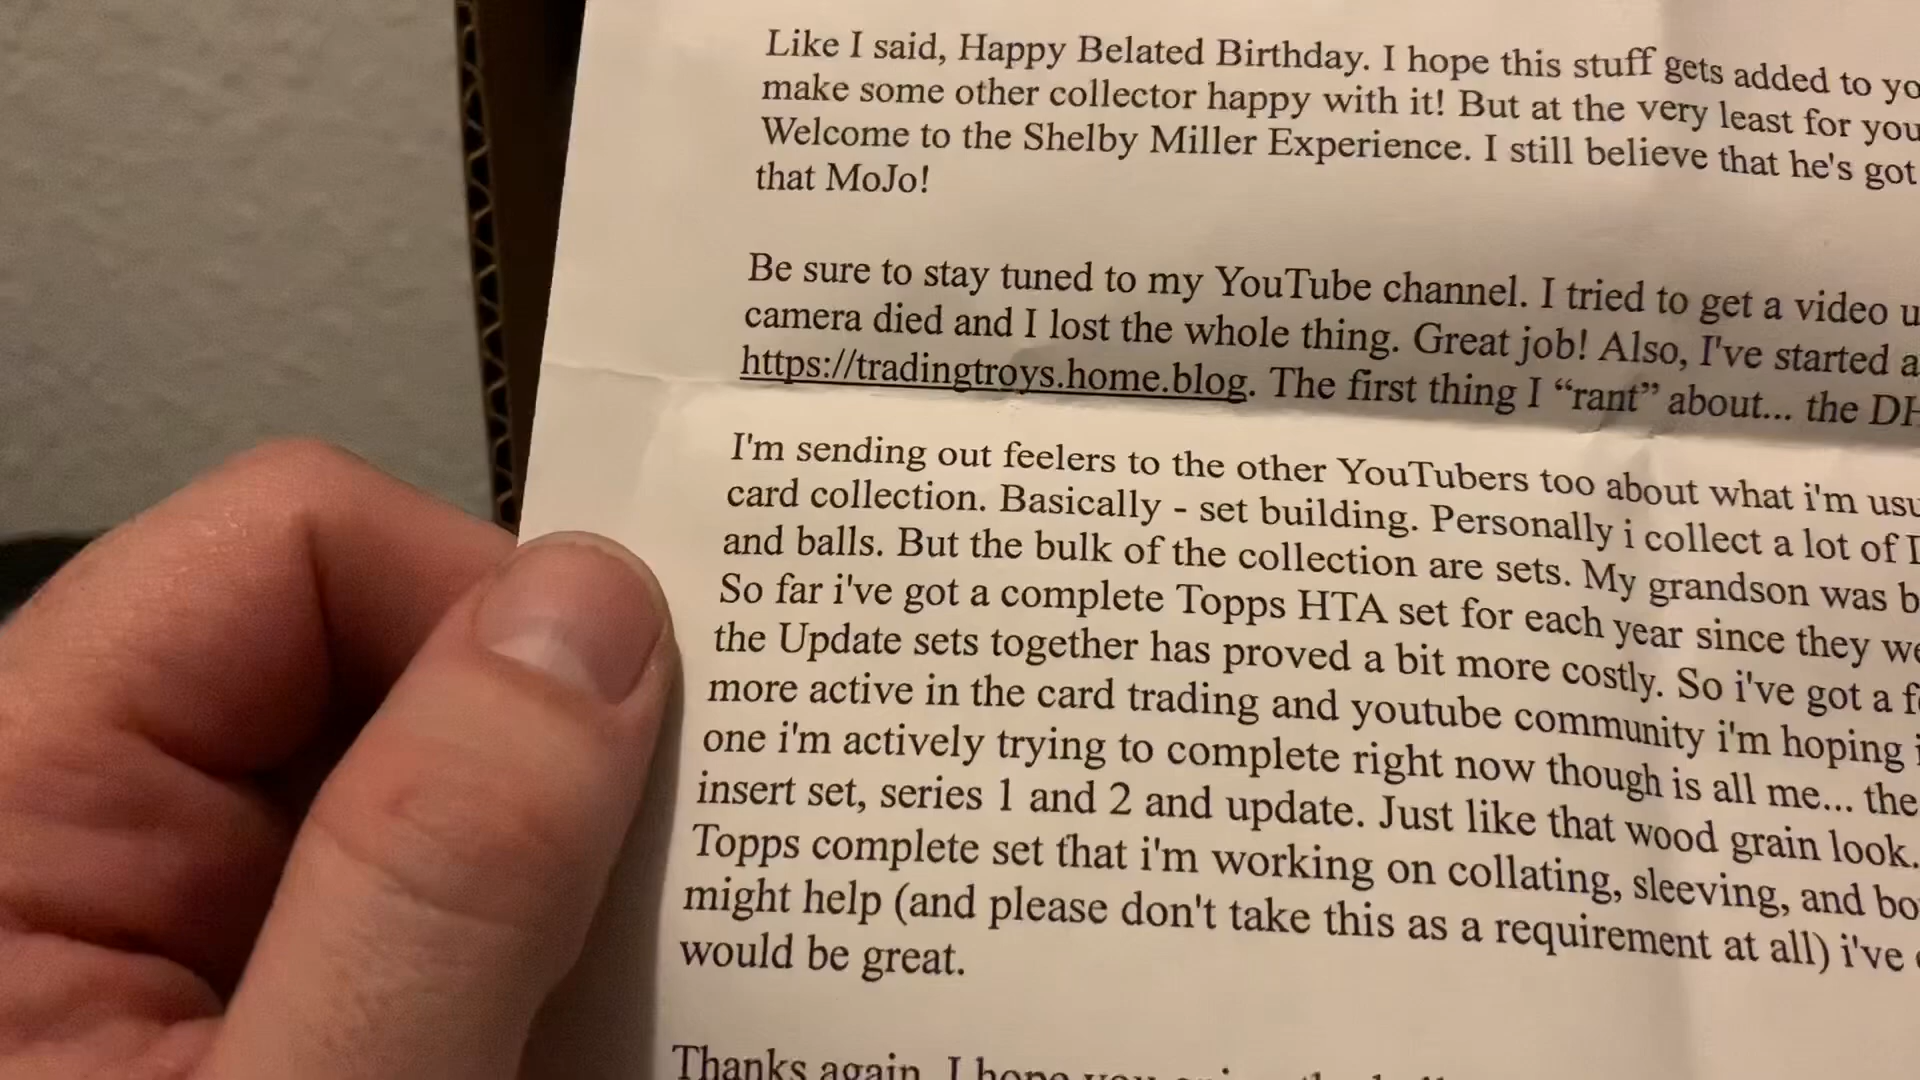 Like I said, Happy Belated Birthday. I hope this stuff gets added to
make some other collector happy with it! But at the very least for you
Welcome to the Shelby Miller Experience. I still believe that he's got
that MoJo!
Be sure to stay tuned to my YouTube channel. I tried to get a video
camera died and I lost the whole thing. Great job! Also, I've started a
https://tradingtroys.home.blog. The first thing I “rant” about... the
I'm sending out feelers to the other YouTubers too about what i'm
card collection. Basically - set building. Personally i collect a lot of
and balls. But the bulk of the collection are sets. My grandson was
So far i've got a complete Topps HTA set for each year since they
the Update sets together has proved a bit more costly. So i've got a
more active in the card trading and youtube community i'm hoping
one i'm actively trying to complete right now though is all me... the
insert set, series 1 and 2 and update. Just like that wood grain look.
Topps complete set that i'm working on collating, sleeving, and
might help (and please don't take this as a requirement at all) i've
would be great.
Thanks again. I hope you